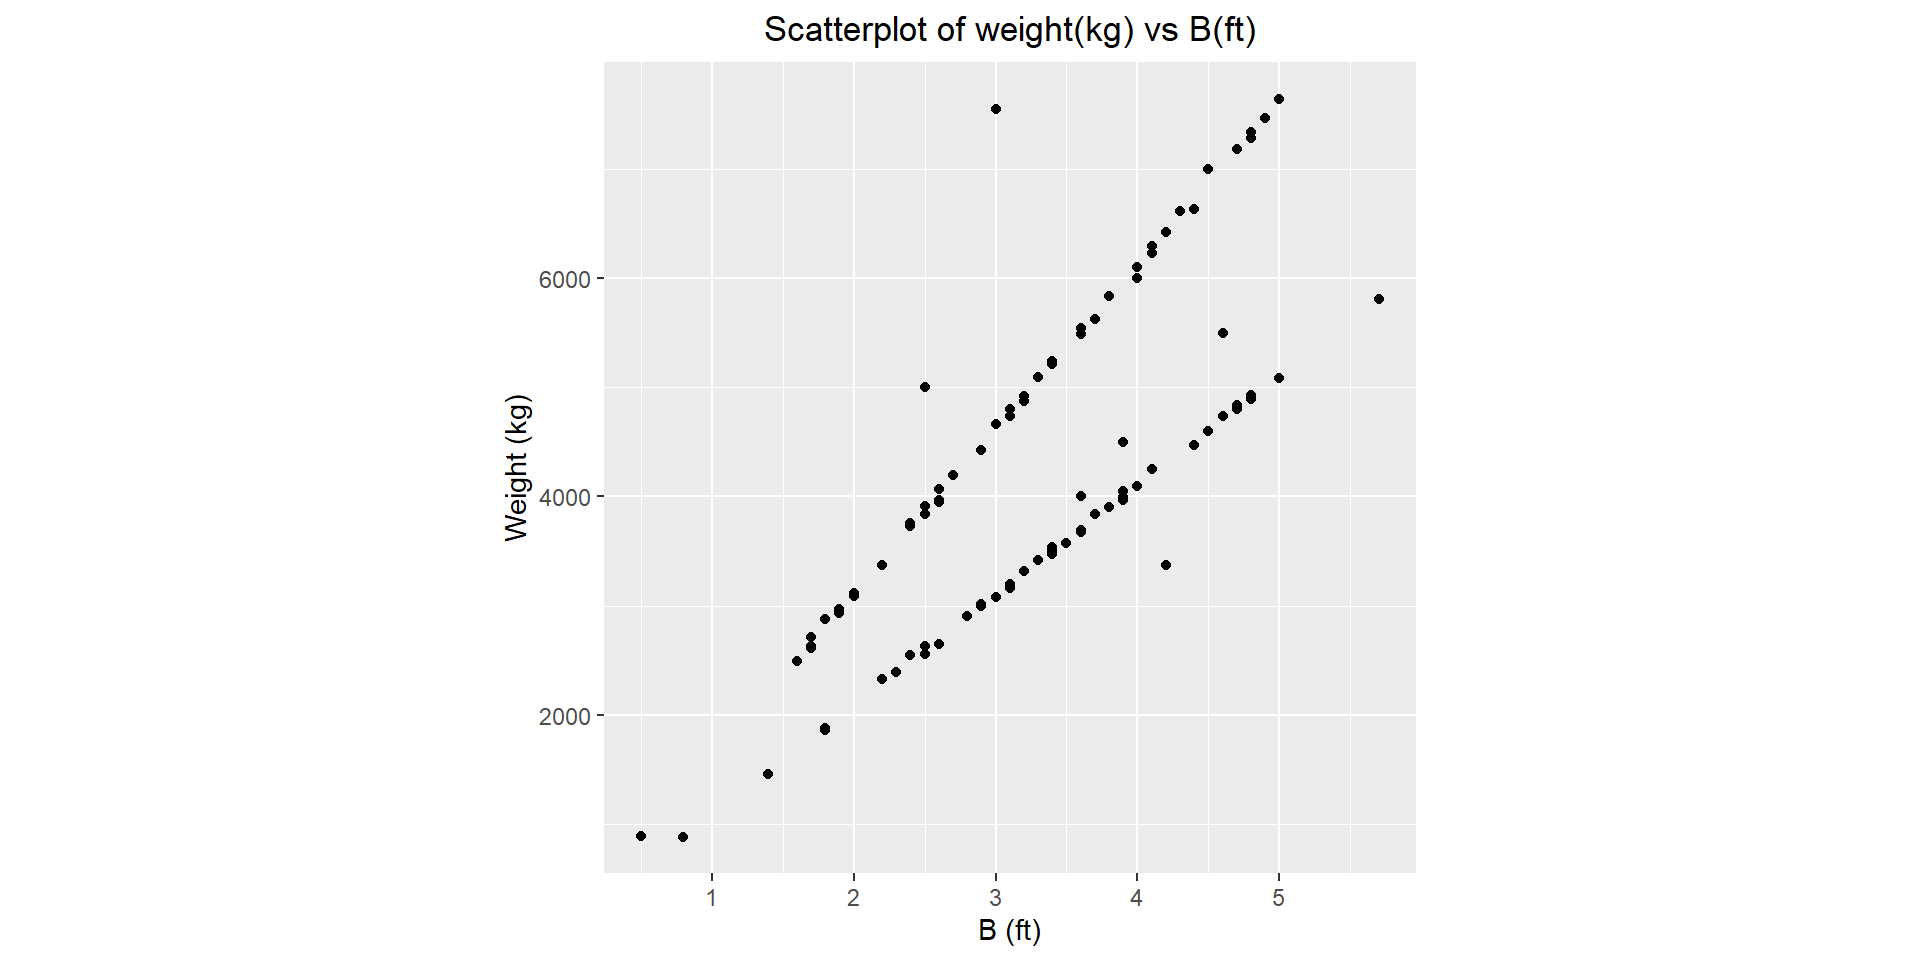 Scatterplot of weight(kg) vs B(ft)
Weight (kg)
6000
4000
2000
1 2 3 4 5
B (ft)